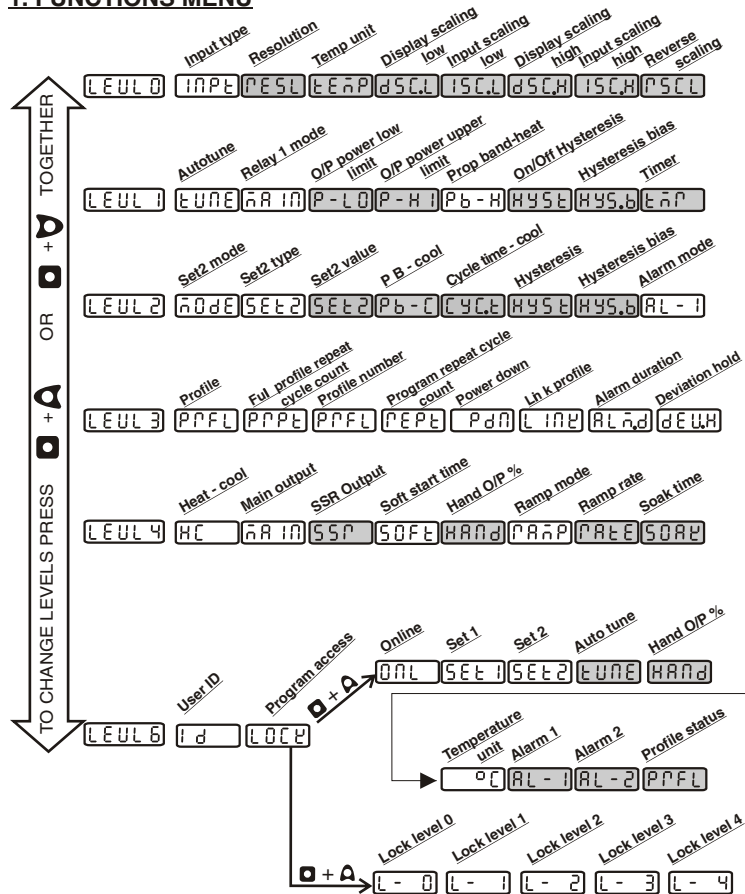 1. FUNCTIONS MENU
TO CHANGE LEVELS PRESS + OR + TOGETHER
Input type Resolution Temp unit Display scaling low Input scaling low Display scaling high Input scaling high Reverse scaling
LEVL 0 INPt rESL tEmP dSC.L ISC.L dSC.H ISC.H rSCL
Autotune Relay 1 mode O/P power low limit O/P power upper limit Prop band-heat On/Off Hysteresis Hysteresis bias Timer
LEVL 1 tUNE mAIN P-LO P-HI Pb-H HYSt HYS.b tmr
Set2 mode Set2 type Set2 value P B - cool Cycle time - cool Hysteresis Hysteresis bias Alarm mode
LEVL 2 mOdE SEt2 SEt2 Pb-C CYC.t HYSt HYS.b AL-1
Profile Ful profile repeat cycle count Profile number Program repeat cycle count Power down Lh k profile Alarm duration Deviation hold
LEVL 3 PrFL PrPt PrFL rEPt Pdn LINK ALm.d dEV.H
Heat - cool Main output SSR Output Soft start time Hand O/P % Ramp mode Ramp rate Soak time
LEVL 4 HC mAIN SSr SOFt HANd rAmP rAtE SOAK
Online Set 1 Set 2 Auto tune Hand O/P %
ONL SEt1 SEt2 tUNE HANd
User ID Program access
+
LEVL 6 Id LOCK
Temperature unit Alarm 1 Alarm 2 Profile status
°C AL-1 AL-2 PrFL
Lock level 0 Lock level 1 Lock level 2 Lock level 3 Lock level 4
+
L- 0 L- 1 L- 2 L- 3 L- 4